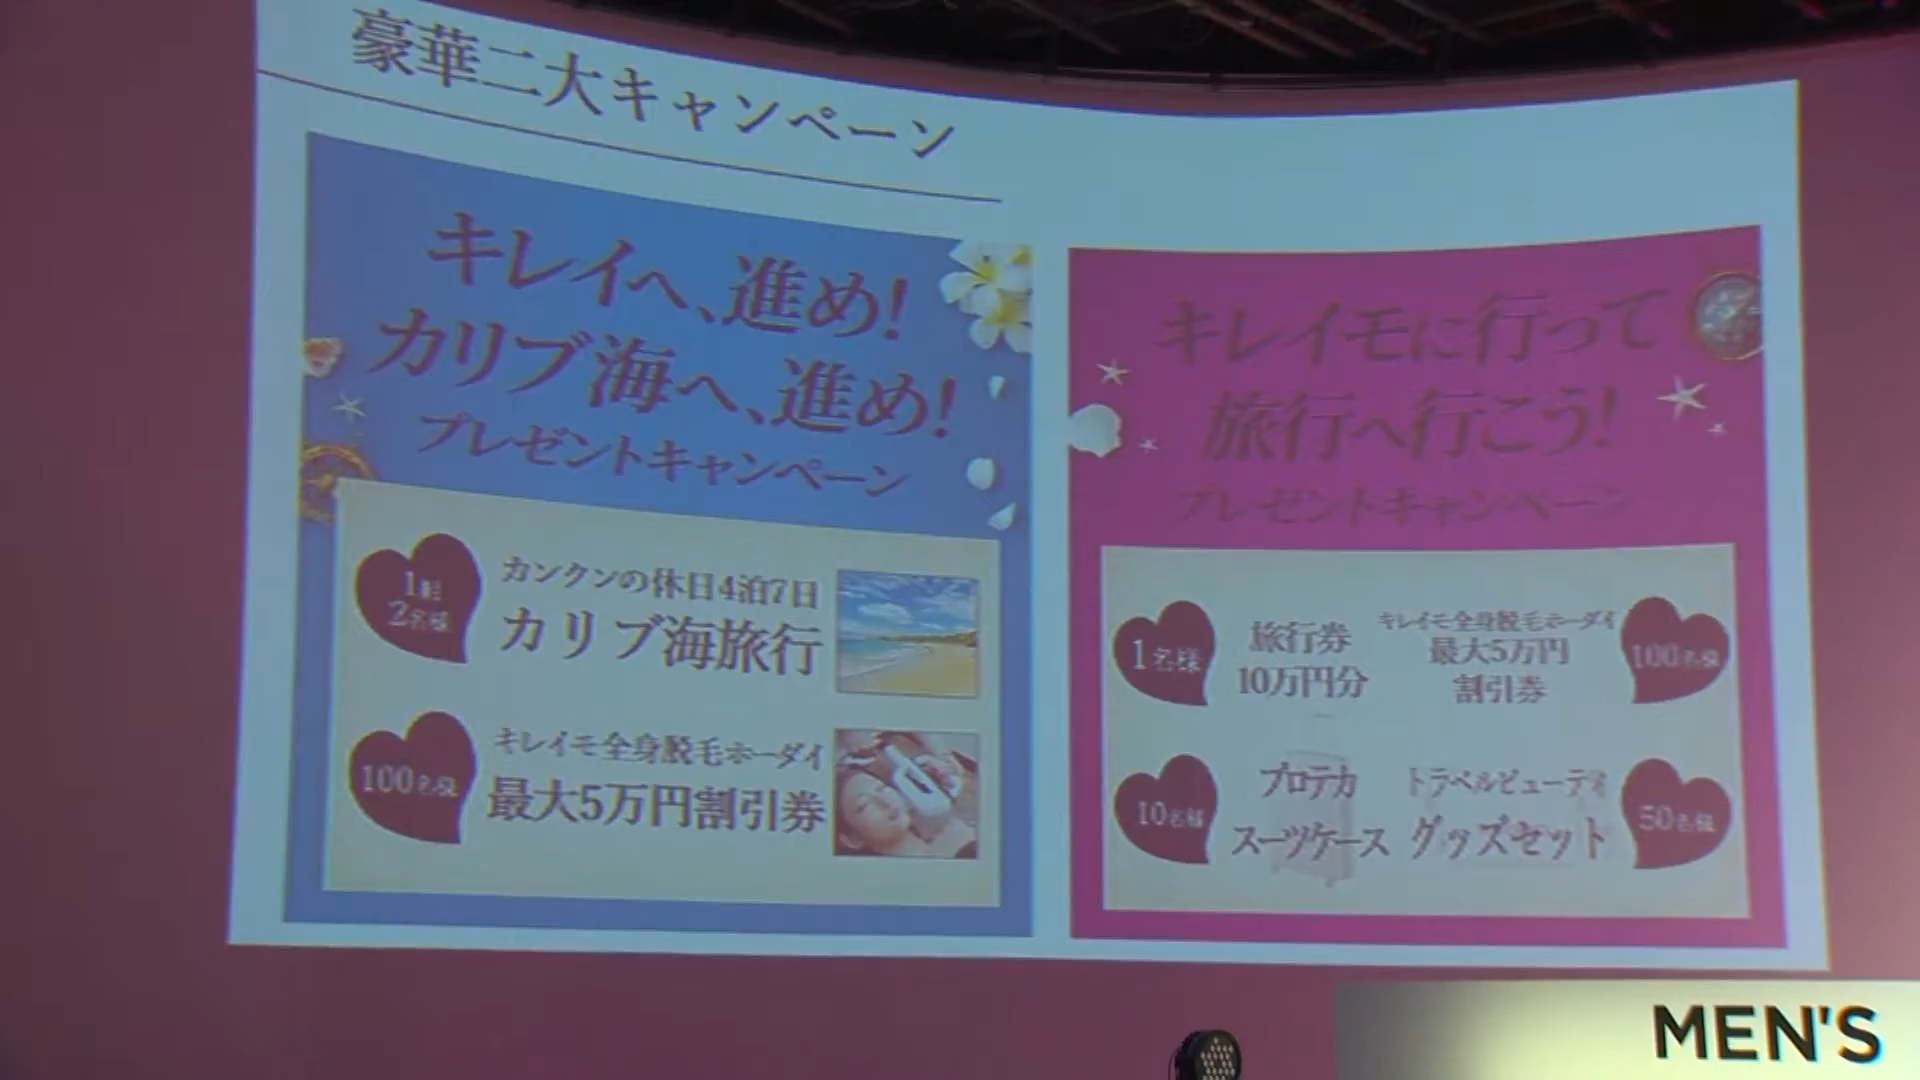 豪華二大キャンペーン
キレイへ、進め!
カリブ海へ、進め!
プレゼントキャンペーン
1組
2名様
カンクンの休日4泊7日
カリブ海旅行
100名様
キレイモ全身脱毛ホーダイ
最大5万円割引券
キレイモに行って
旅行へ行こう!
プレゼントキャンペーン
1名様
旅行券
10万円分
キレイモ全身脱毛ホーダイ
最大5万円
割引券
100名様
10名様
プロテカ
スーツケース
トラベルビューティ
グッズセット
50名様
MEN'S